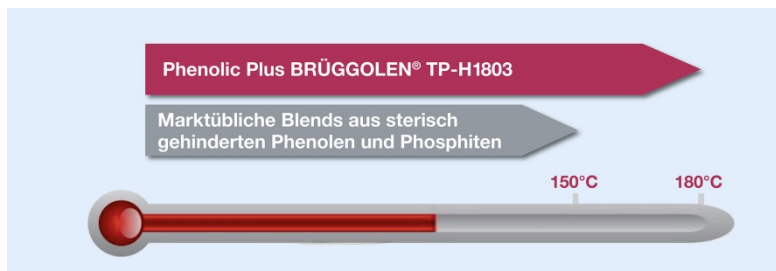 Phenolic Plus BRÜGGOLEN® TP-H1803
Marktübliche Blends aus sterisch
gehinderten Phenolen und Phosphiten
150°C
180°C